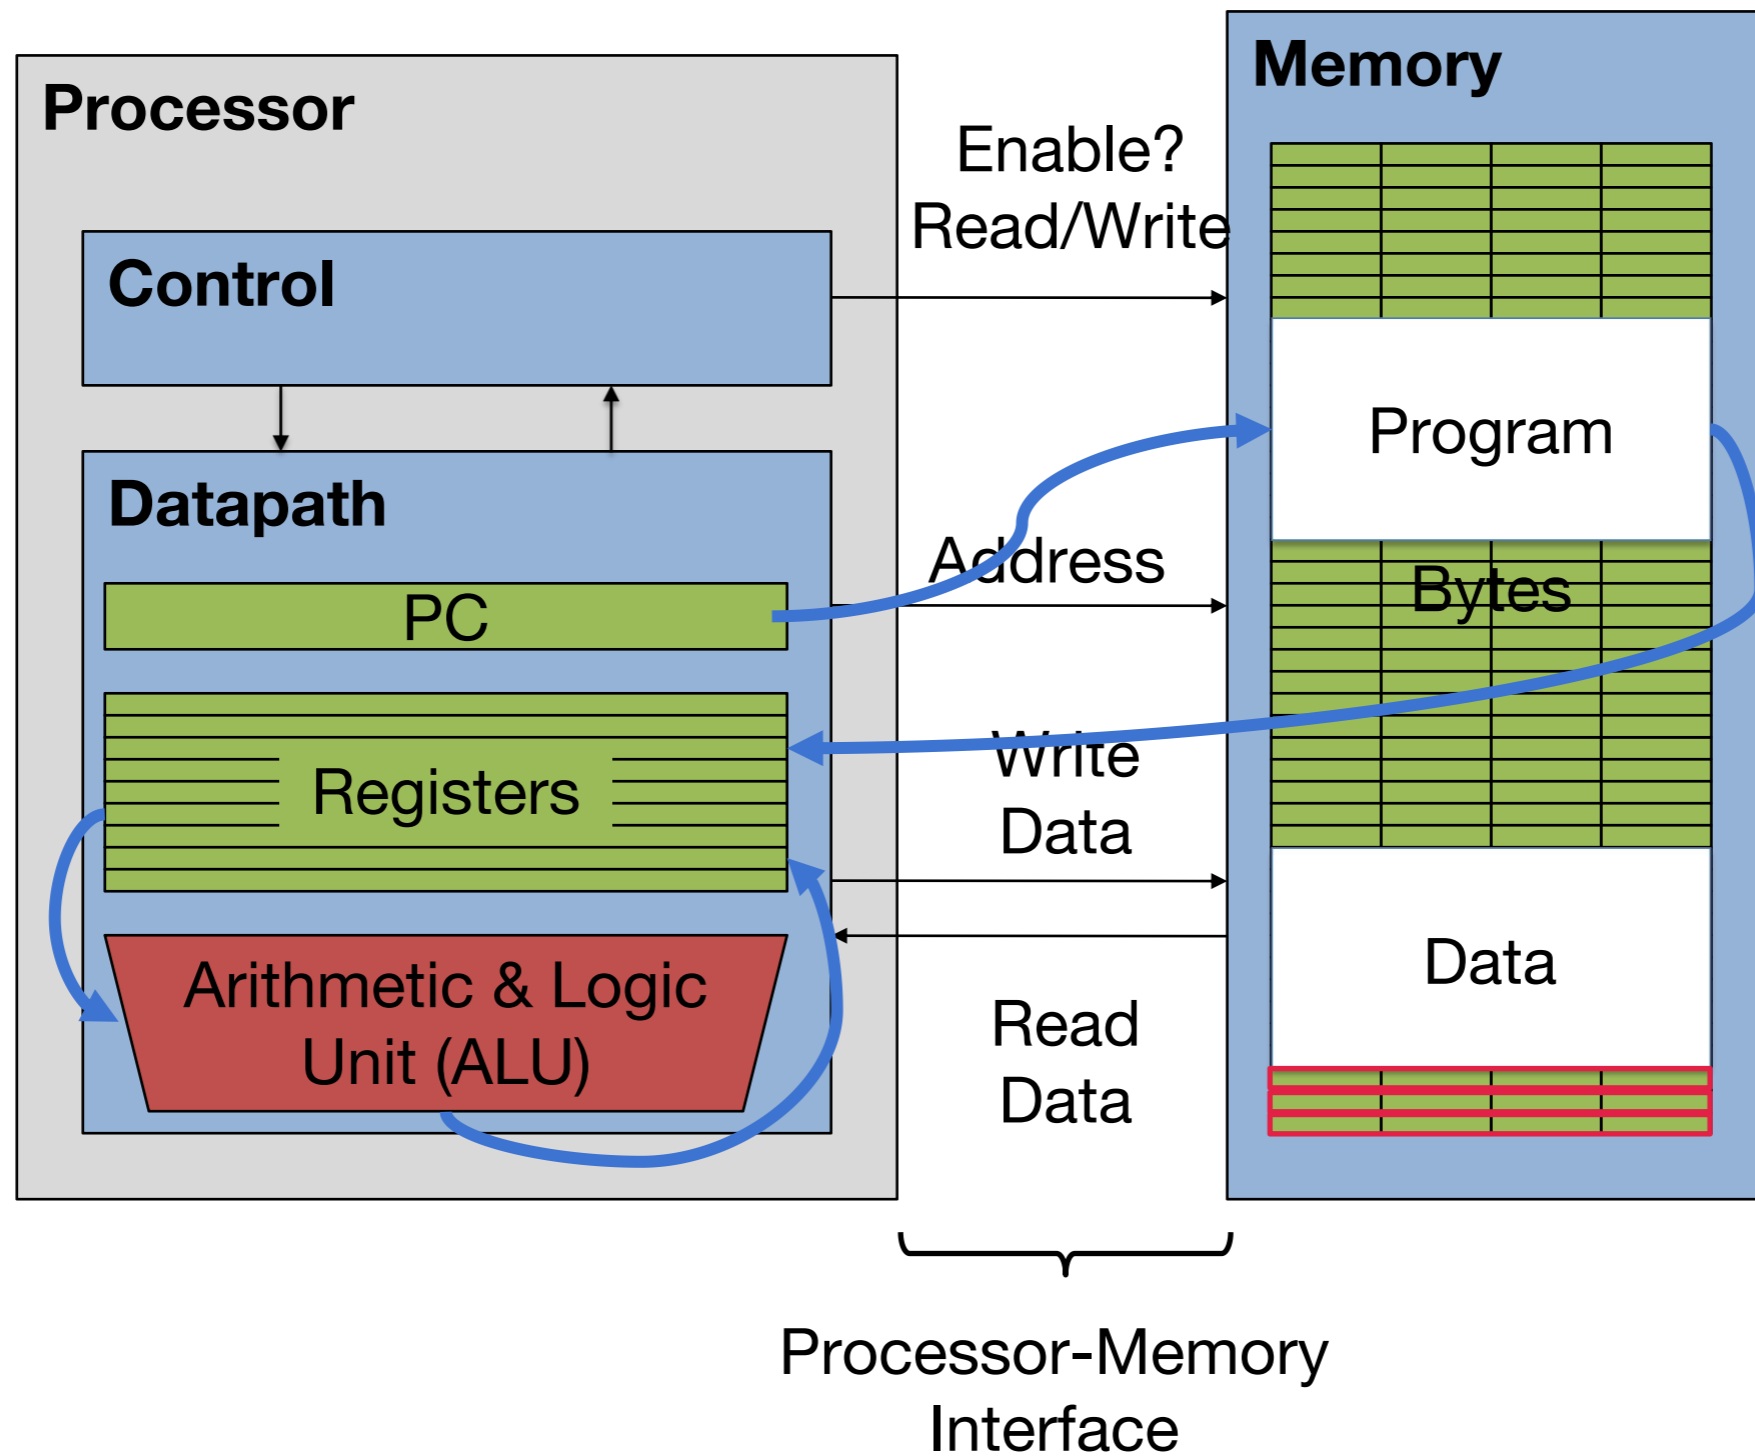 Processor
Control
Datapath
PC
Registers
Arithmetic & Logic
Unit (ALU)
Enable?
Read/Write
Address
Write
Data
Read
Data
Memory
Program
Bytes
Data
Processor-Memory
Interface